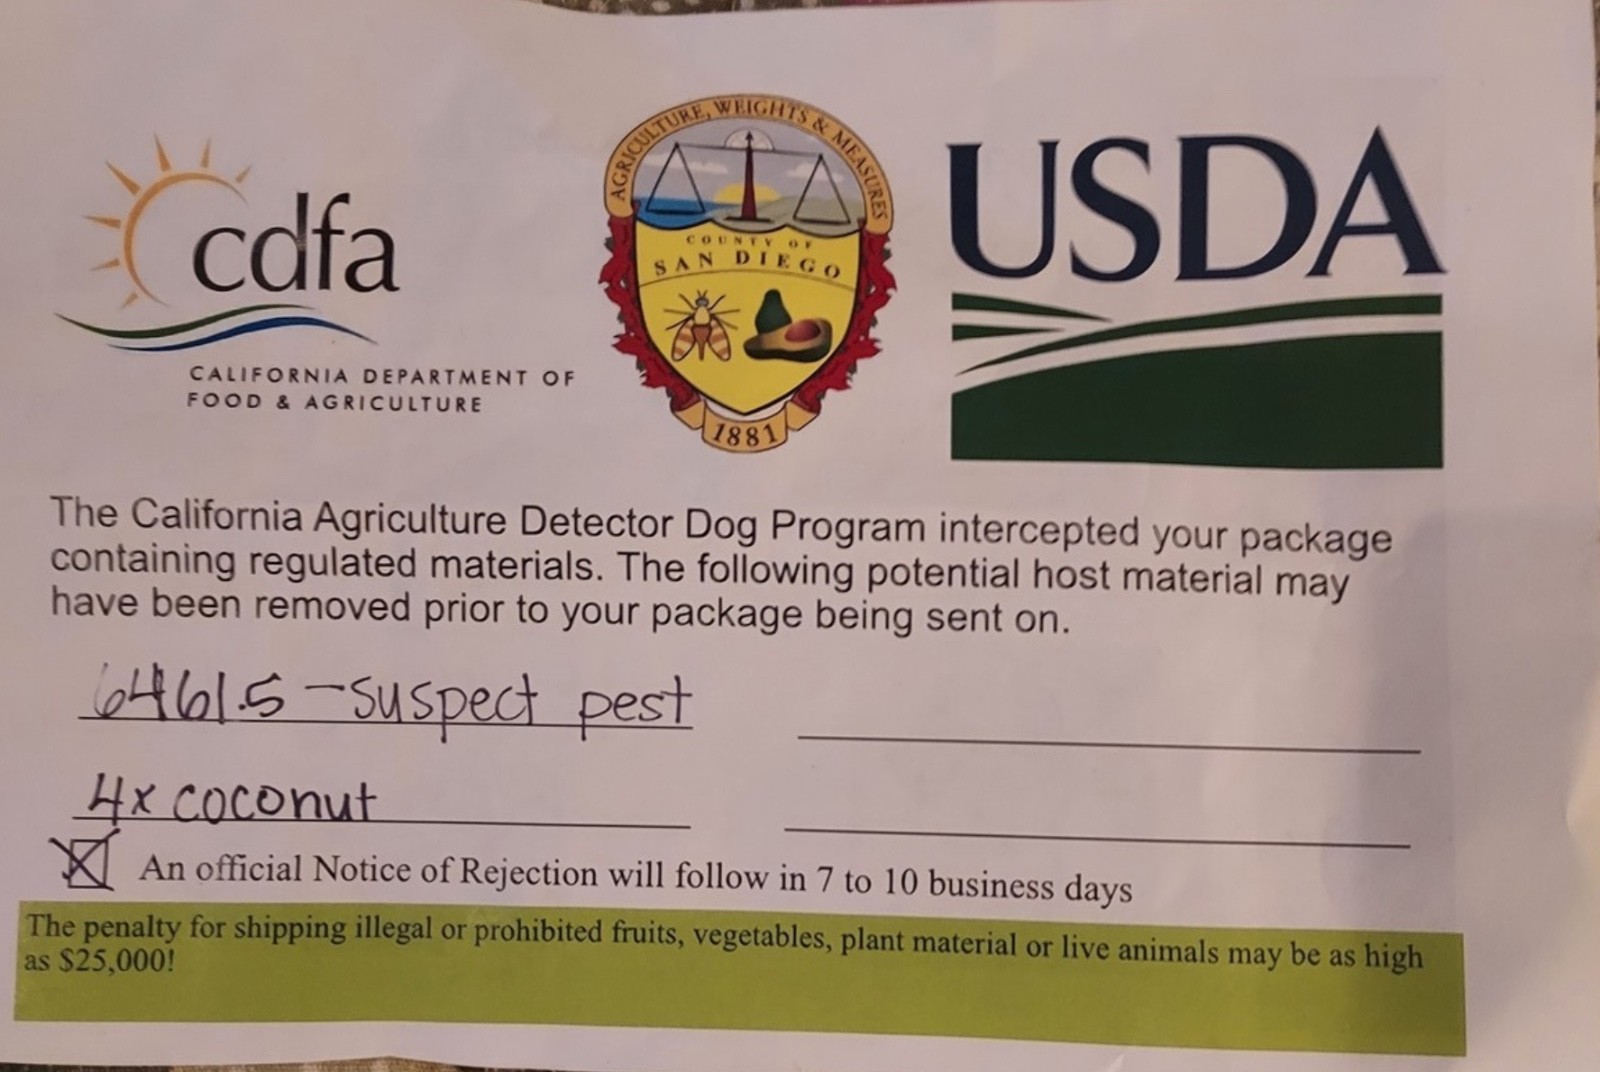 cdfa
CALIFORNIA DEPARTMENT OF
FOOD & AGRICULTURE
AGRICULTURE, WEIGHTS & MEASURES
COUNTY OF
SAN DIEGO
1881
USDA
The California Agriculture Detector Dog Program intercepted your package
containing regulated materials. The following potential host material may
have been removed prior to your package being sent on.
6461.5 - suspect pest
4x coconut
An official Notice of Rejection will follow in 7 to 10 business days
The penalty for shipping illegal or prohibited fruits, vegetables, plant material or live animals may be as high
as $25,000!